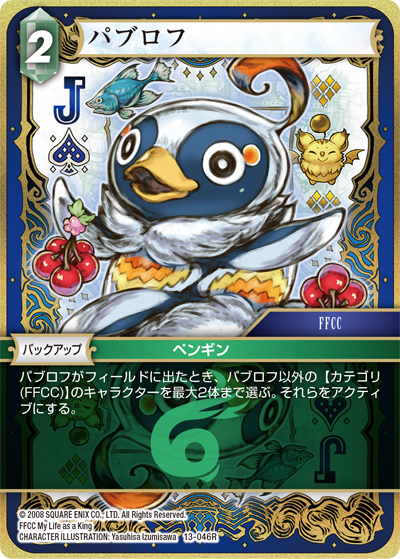 2
パブロフ
J
FFCC
バックアップ
ペンギン
パブロフがフィールドに出たとき、パブロフ以外の【カテゴリ
(FFCC)】のキャラクターを最大2体まで選ぶ。それらをアクティ
ブにする。
© 2008 SQUARE ENIX CO., LTD. All Rights Reserved.
FFCC My Life as a King
CHARACTER ILLUSTRATION: Yasuhisa Izumisawa
13-046R
J